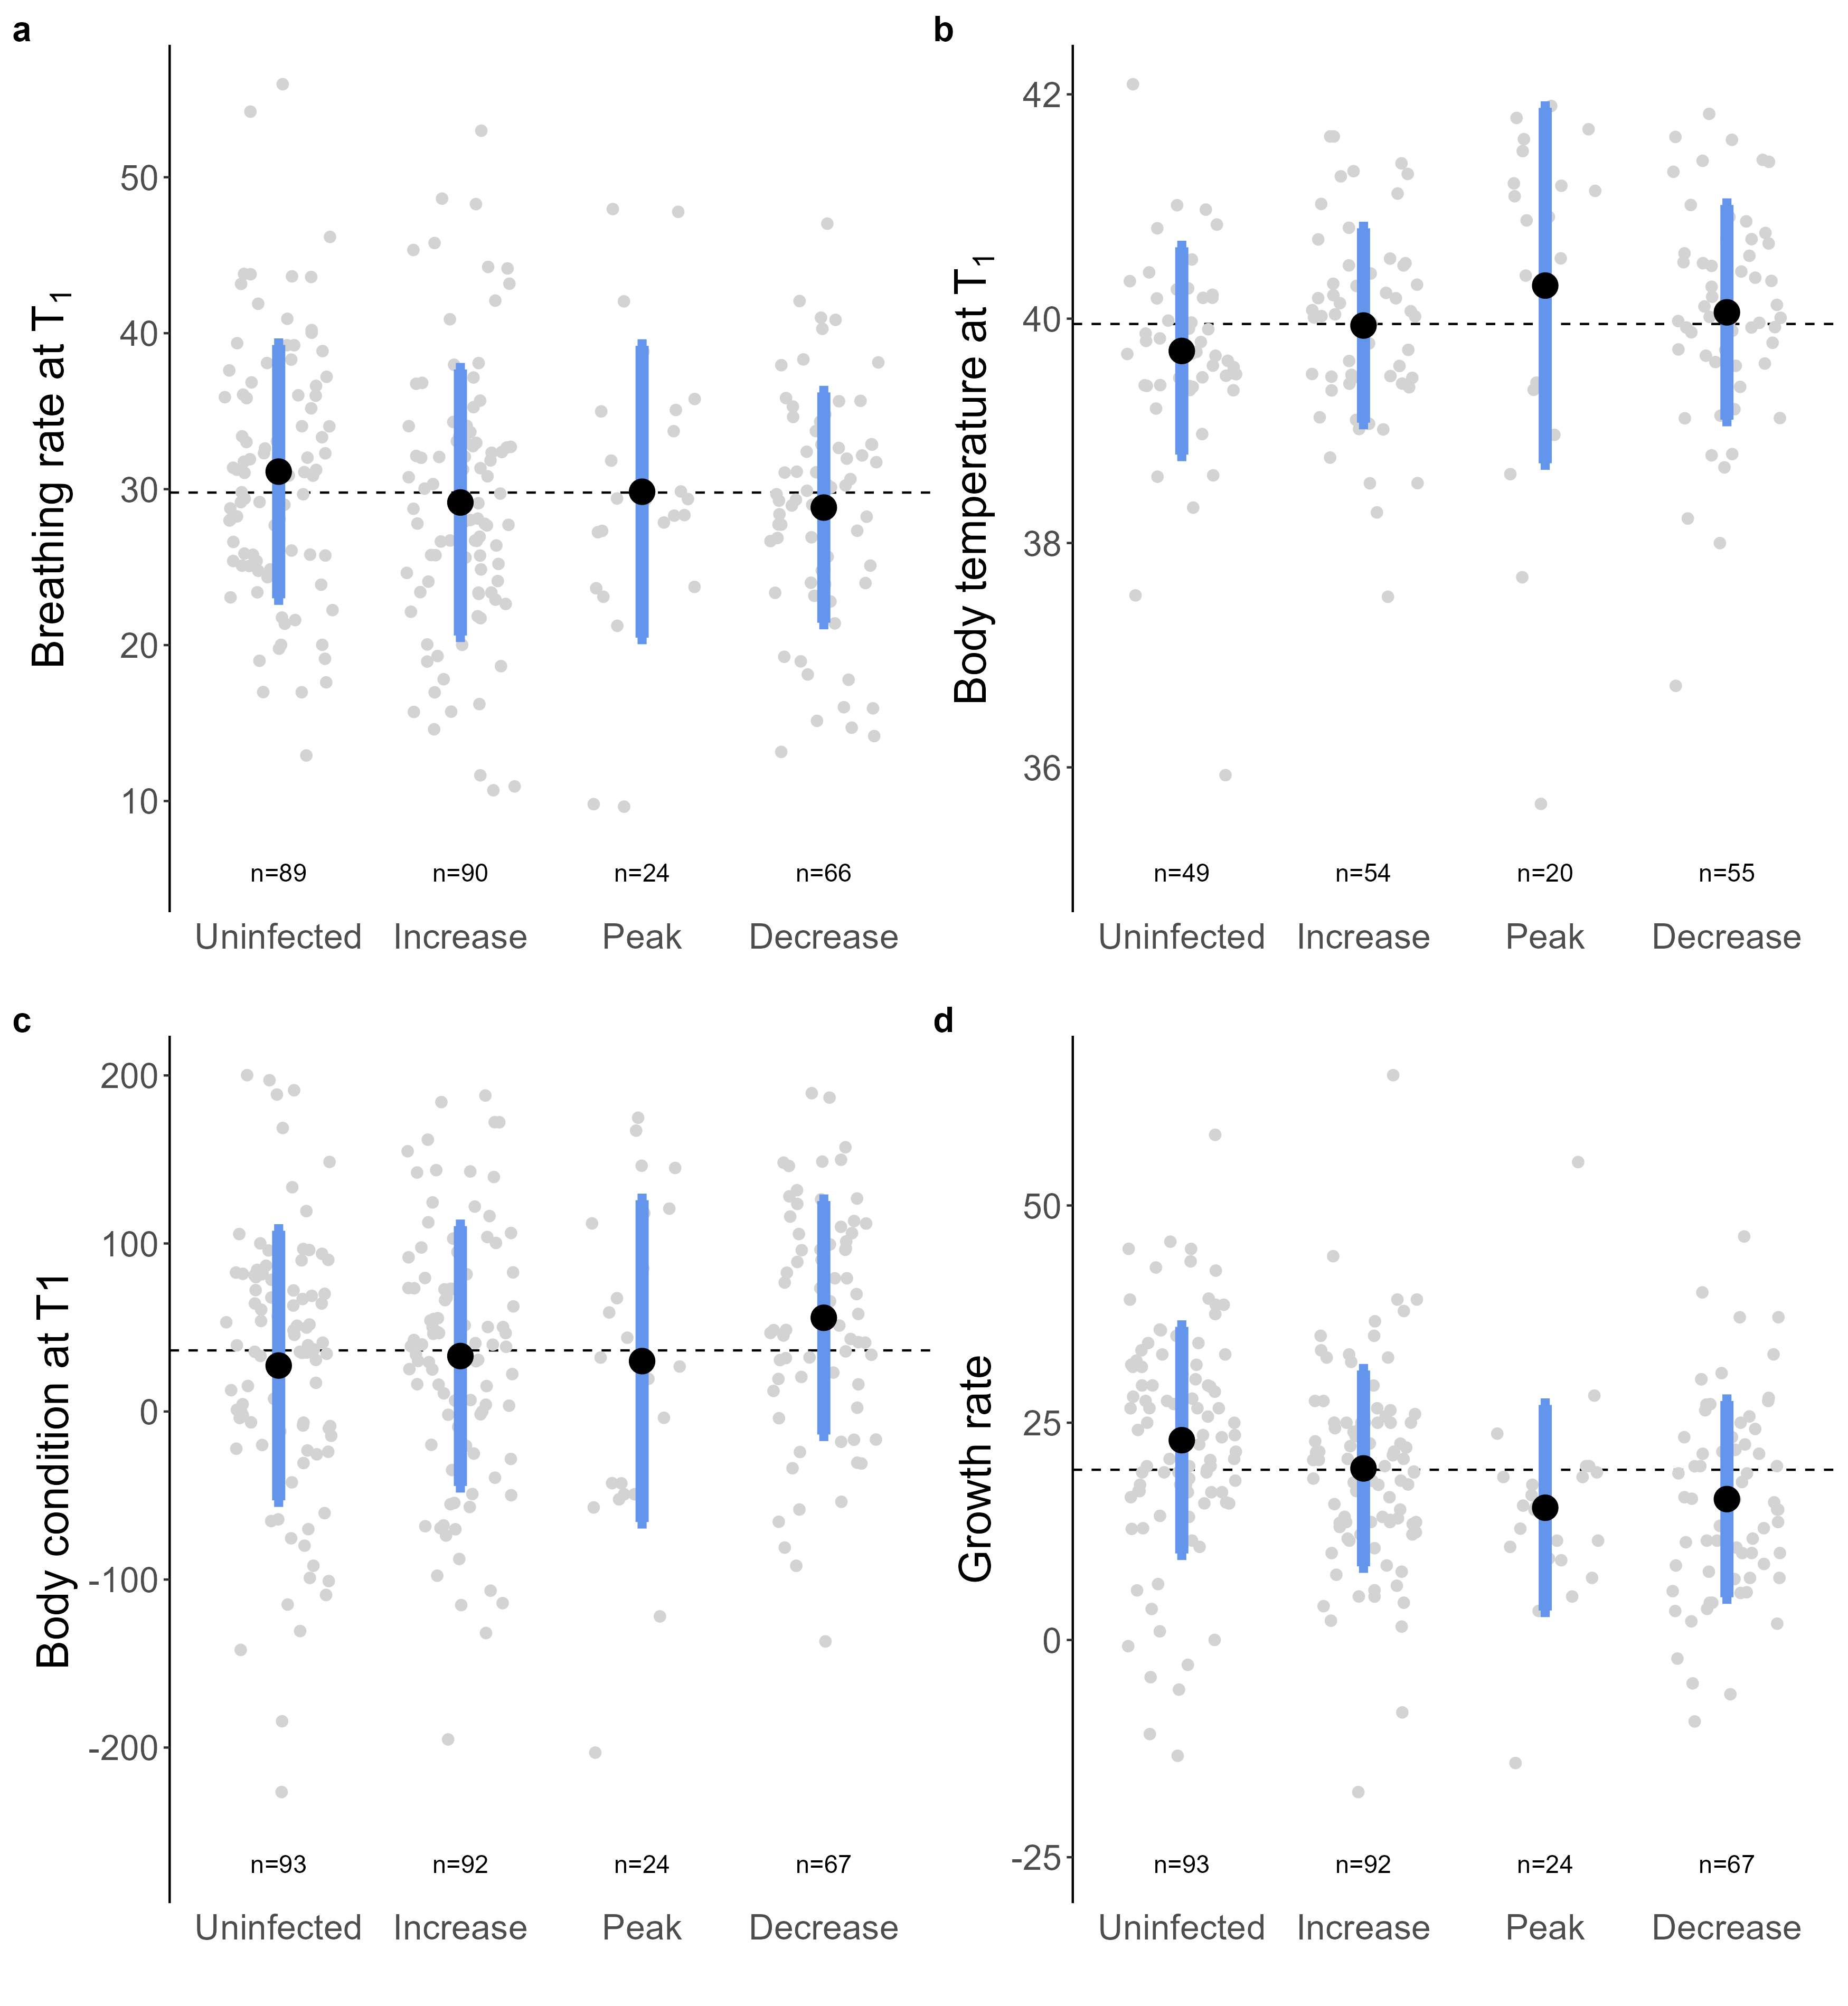 a
Breathing rate at T1
50
40
30
20
10
n=89 n=90 n=24 n=66
Uninfected Increase Peak Decrease
b
Body temperature at T1
42
40
38
36
n=49 n=54 n=20 n=55
Uninfected Increase Peak Decrease
c
Body condition at T1
200
100
0
-100
-200
n=93 n=92 n=24 n=67
Uninfected Increase Peak Decrease
d
Growth rate
50
25
0
-25
n=93 n=92 n=24 n=67
Uninfected Increase Peak Decrease